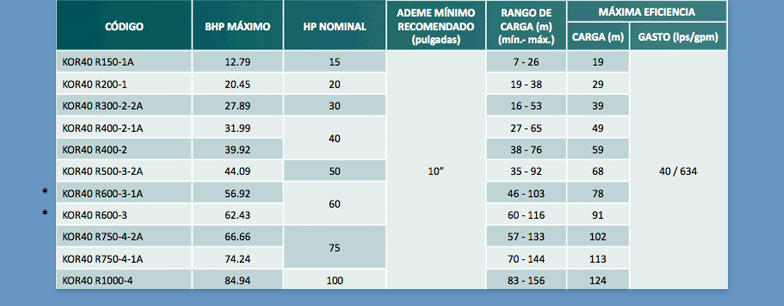 CÓDIGO BHP MÁXIMO HP NOMINAL ADEME MÍNIMO RECOMENDADO (pulgadas) RANGO DE CARGA (m) (mín.- máx.) MÁXIMA EFICIENCIA
CARGA (m) GASTO (lps/gpm)
KOR40 R150-1A 12.79 15 10” 7 - 26 19 40 / 634
KOR40 R200-1 20.45 20 19 - 38 29
KOR40 R300-2-2A 27.89 30 16 - 53 39
KOR40 R400-2-1A 31.99 40 27 - 65 49
KOR40 R400-2 39.92 38 - 76 59
KOR40 R500-3-2A 44.09 50 35 - 92 68
* KOR40 R600-3-1A 56.92 60 46 - 103 78
* KOR40 R600-3 62.43 60 - 116 91
KOR40 R750-4-2A 66.66 75 57 - 133 102
KOR40 R750-4-1A 74.24 70 - 144 113
KOR40 R1000-4 84.94 100 83 - 156 124